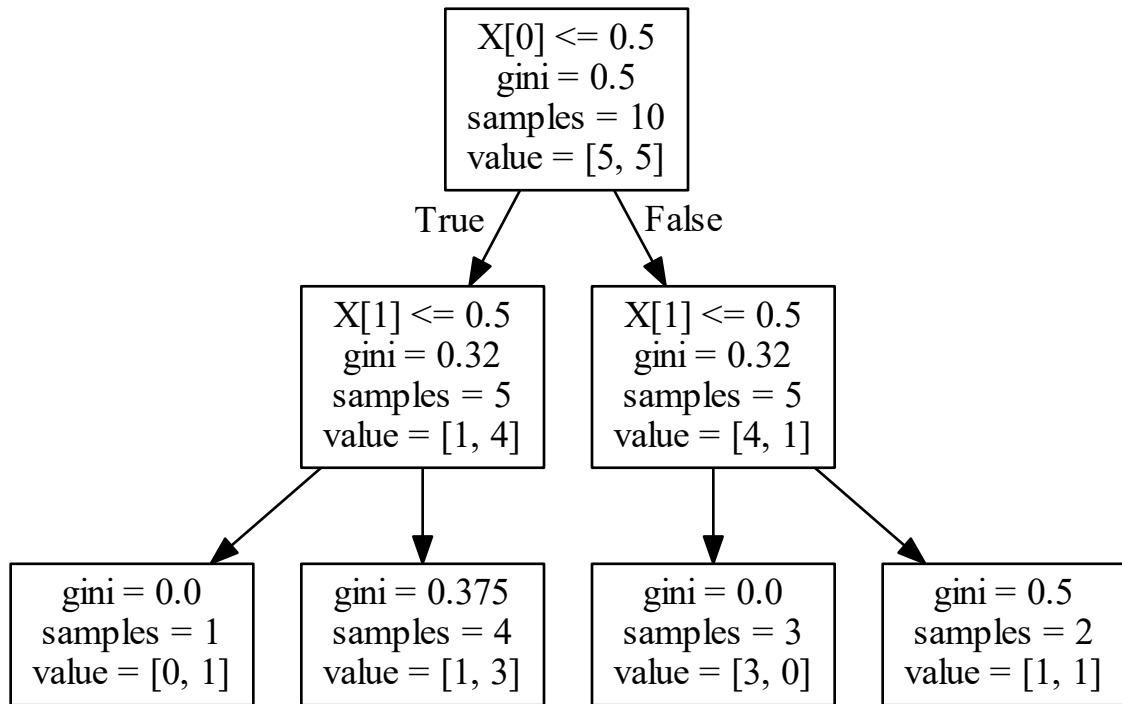 X[0] <= 0.5
gini = 0.5
samples = 10
value = [5, 5]
True
False
X[1] <= 0.5
gini = 0.32
samples = 5
value = [1, 4]
X[1] <= 0.5
gini = 0.32
samples = 5
value = [4, 1]
gini = 0.0
samples = 1
value = [0, 1]
gini = 0.375
samples = 4
value = [1, 3]
gini = 0.0
samples = 3
value = [3, 0]
gini = 0.5
samples = 2
value = [1, 1]